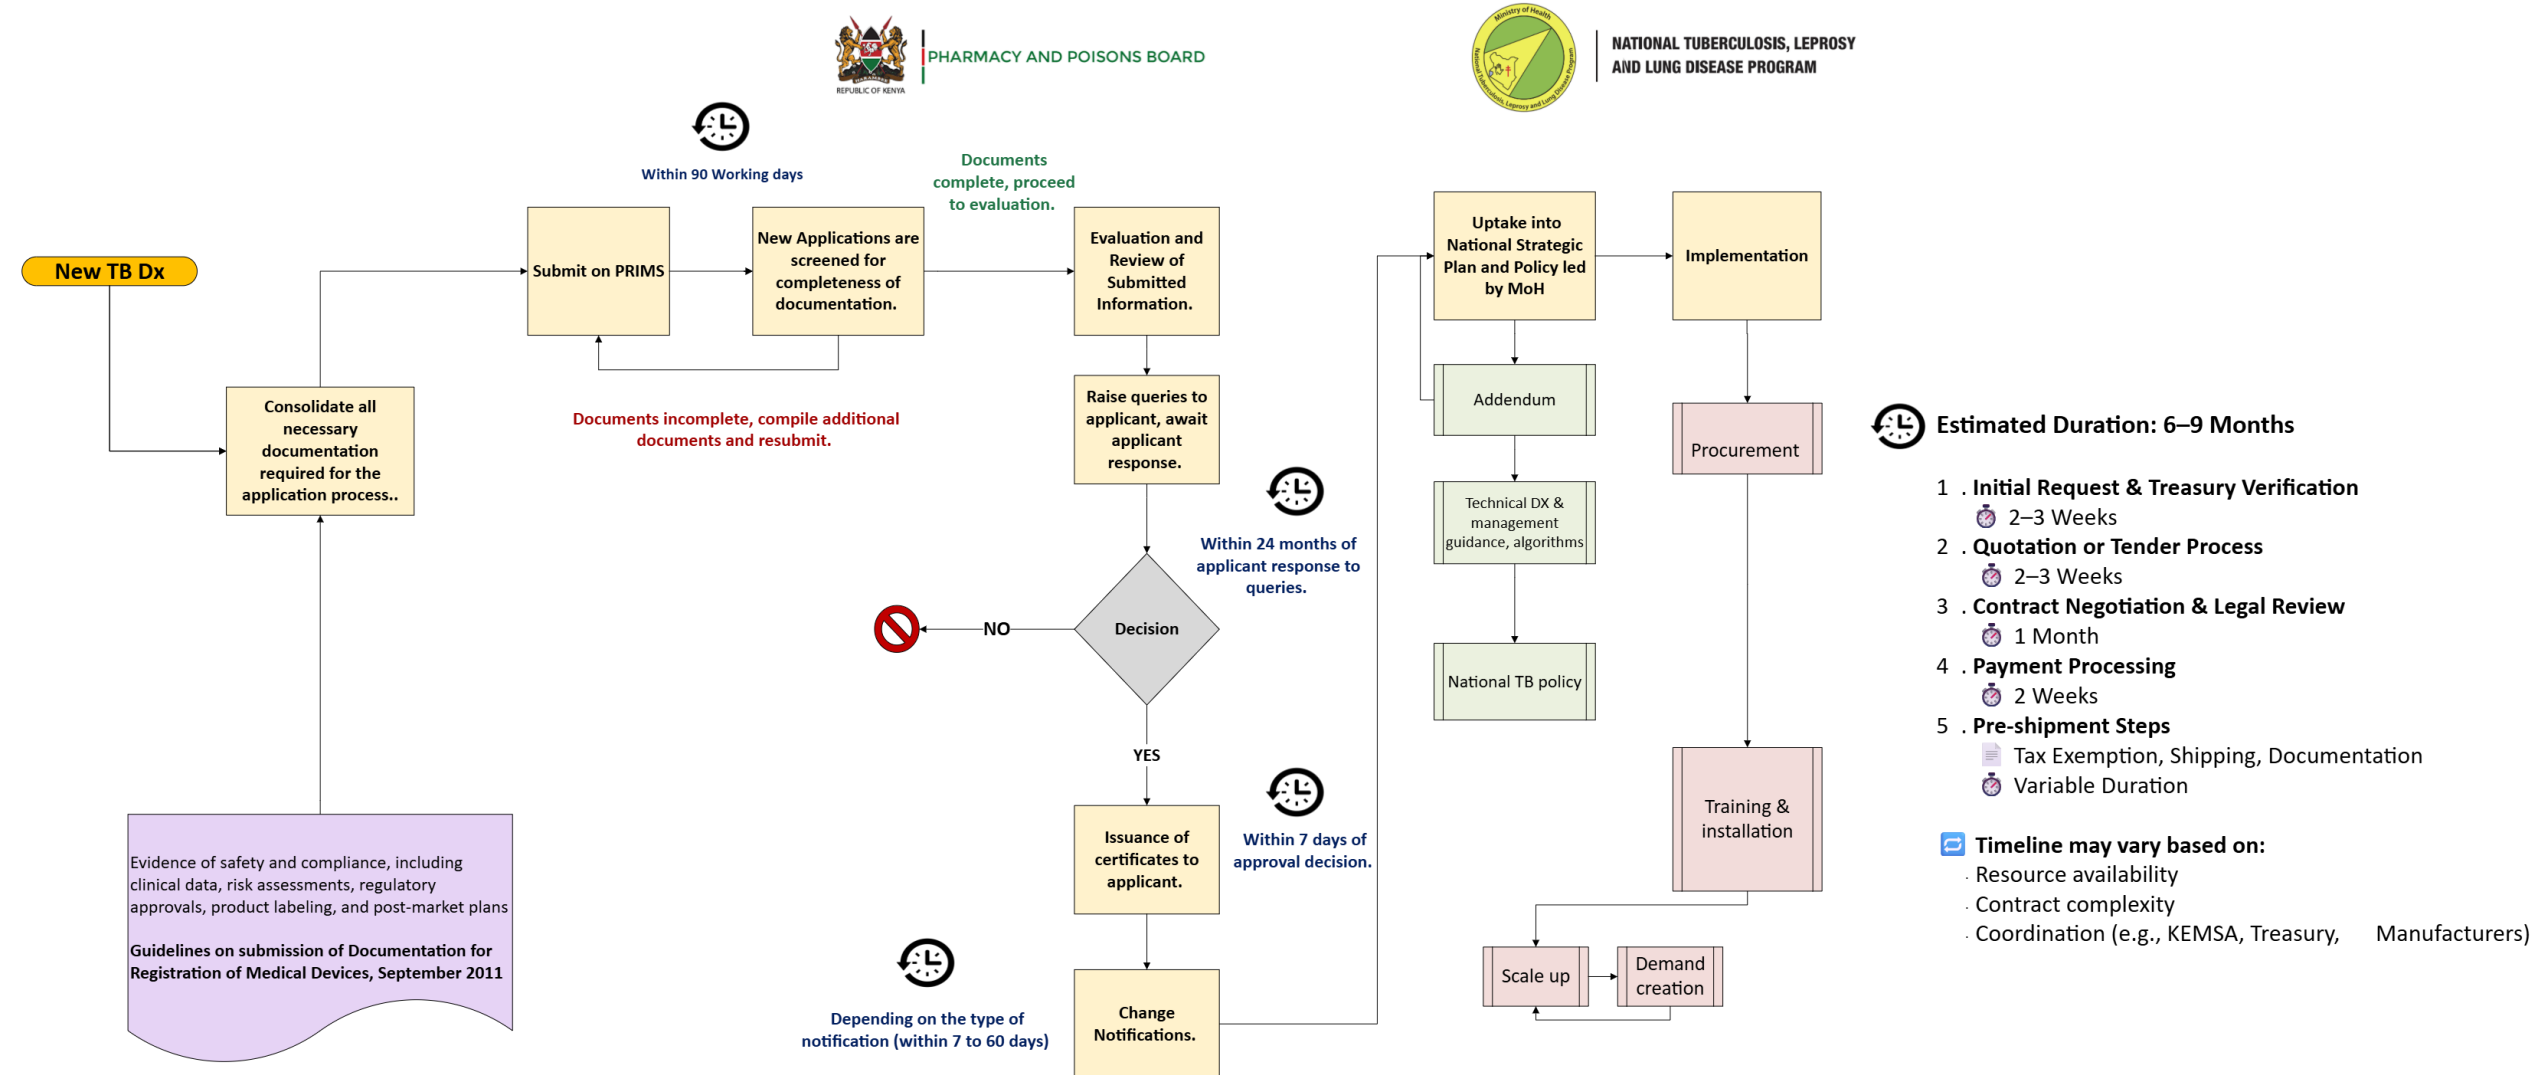 HARAMBEE
REPUBLIC OF KENYA
PHARMACY AND POISONS BOARD
Ministry of Health
National Tuberculosis, Leprosy and Lung Disease Program
NATIONAL TUBERCULOSIS, LEPROSY
AND LUNG DISEASE PROGRAM
New TB Dx
Consolidate all
necessary
documentation
required for the
application process..
Evidence of safety and compliance, including
clinical data, risk assessments, regulatory
approvals, product labeling, and post-market plans
Guidelines on submission of Documentation for
Registration of Medical Devices, September 2011
Within 90 Working days
Submit on PRIMS
New Applications are
screened for
completeness of
documentation.
Documents incomplete, compile additional
documents and resubmit.
Documents
complete, proceed
to evaluation.
Evaluation and
Review of
Submitted
Information.
Raise queries to
applicant, await
applicant
response.
Within 24 months of
applicant response to
queries.
Decision
NO
YES
Issuance of
certificates to
applicant.
Within 7 days of
approval decision.
Change
Notifications.
Depending on the type of
notification (within 7 to 60 days)
Uptake into
National Strategic
Plan and Policy led
by MoH
Addendum
Technical DX &
management
guidance, algorithms
National TB policy
Implementation
Procurement
Training &
installation
Scale up
Demand
creation
Estimated Duration: 6–9 Months
1 . Initial Request & Treasury Verification
2–3 Weeks
2 . Quotation or Tender Process
2–3 Weeks
3 . Contract Negotiation & Legal Review
1 Month
4 . Payment Processing
2 Weeks
5 . Pre-shipment Steps
Tax Exemption, Shipping, Documentation
Variable Duration
Timeline may vary based on:
· Resource availability
· Contract complexity
· Coordination (e.g., KEMSA, Treasury, Manufacturers)